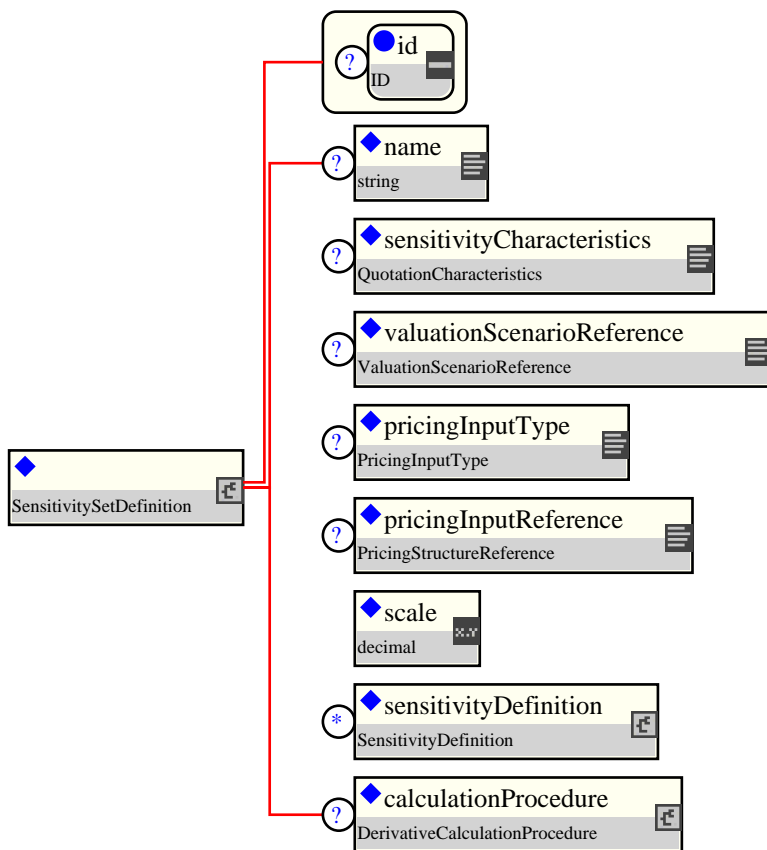 ? id
ID
? name
string
? sensitivityCharacteristics
QuotationCharacteristics
? valuationScenarioReference
ValuationScenarioReference
? pricingInputType
PricingInputType
SensitivitySetDefinition
? pricingInputReference
PricingStructureReference
scale
x.y
decimal
* sensitivityDefinition
SensitivityDefinition
? calculationProcedure
DerivativeCalculationProcedure